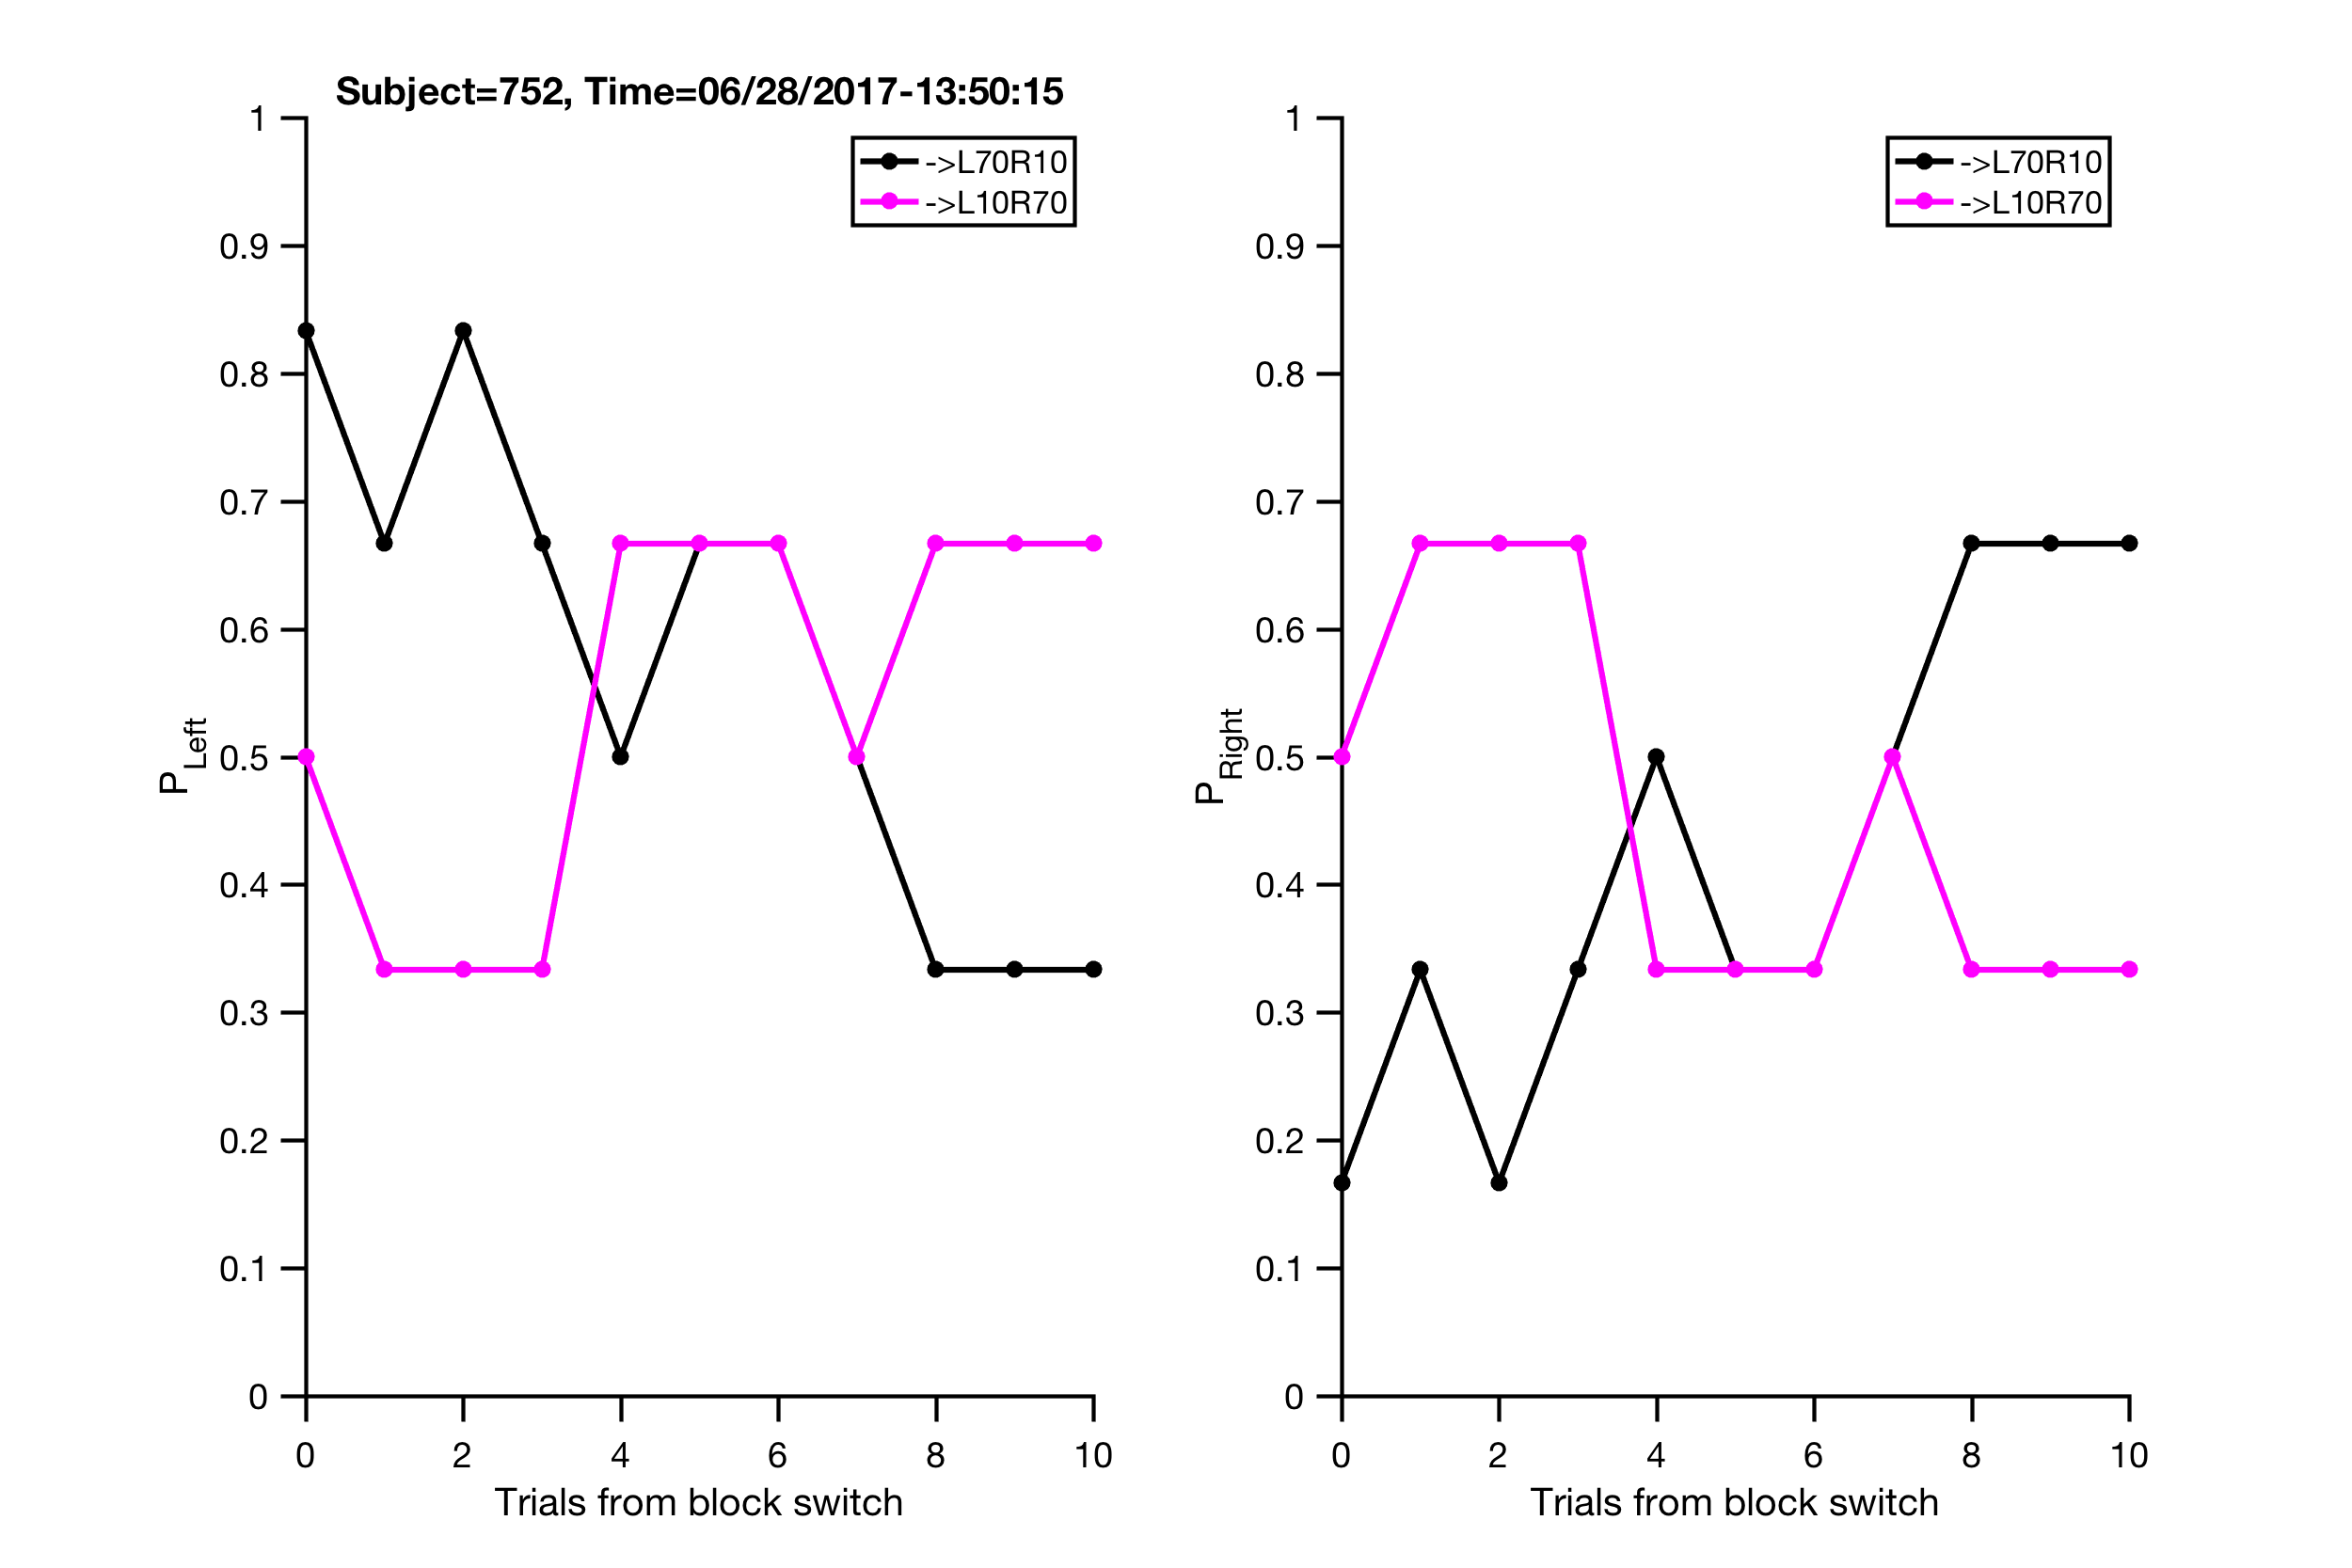 Subject=752, Time=06/28/2017-13:50:15
->L70R10
->L10R70
1
0.9
0.8
0.7
0.6
0.5
0.4
0.3
0.2
0.1
0
P Left
0 2 4 6 8 10
Trials from block switch
->L70R10
->L10R70
1
0.9
0.8
0.7
0.6
0.5
0.4
0.3
0.2
0.1
0
P Right
0 2 4 6 8 10
Trials from block switch